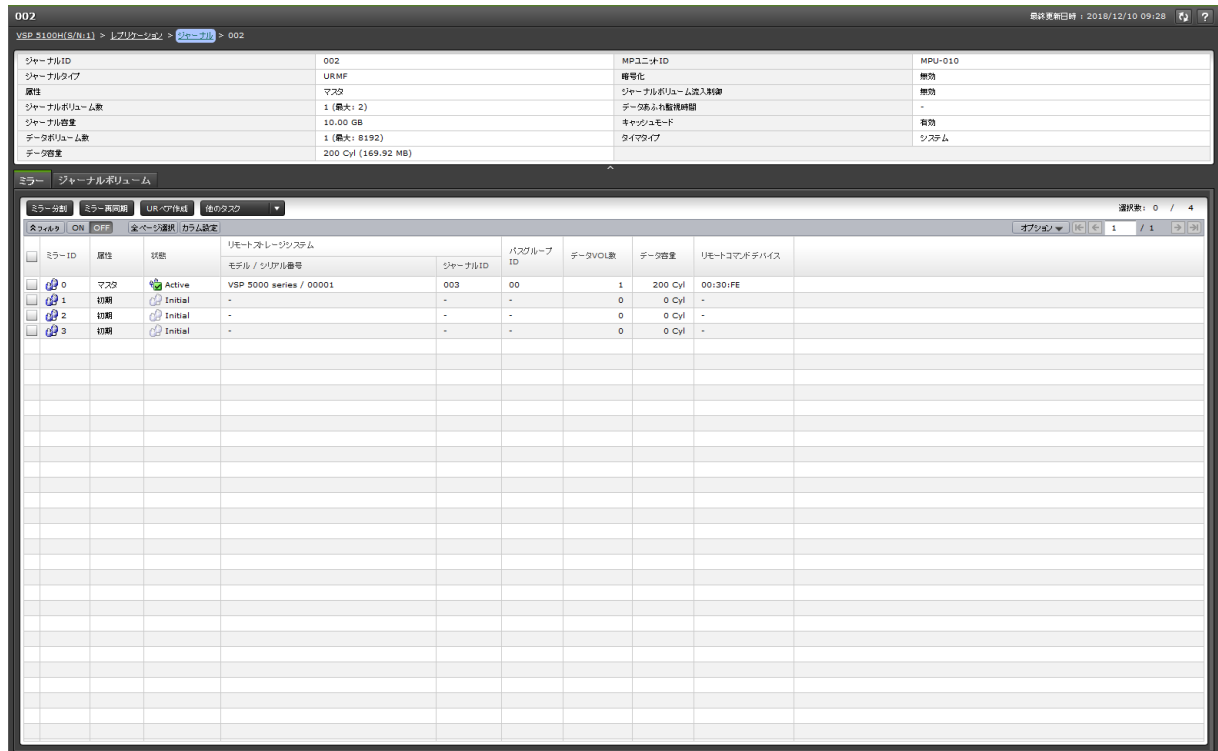 002 最終更新日時 : 2018/12/10 09:28 ?
VSP 5100H(S/N:1) > レプリケーション > ジャーナル > 002
ジャーナルID 002 MPユニットID MPU-010
ジャーナルタイプ URMF 暗号化 無効
属性 マスタ ジャーナルボリューム流入制御 無効
ジャーナルボリューム数 1 (最大: 2) データあふれ監視時間 -
ジャーナル容量 10.00 GB キャッシュモード 有効
データボリューム数 1 (最大: 8192) タイマタイプ システム
データ容量 200 Cyl (169.92 MB)
ミラー ジャーナルボリューム
ミラー分割 ミラー再同期 URペア作成 他のタスク 選択数: 0 / 4
フィルタ ON OFF 全ページ選択 カラム設定 オプション 1 / 1
ミラーID 属性 状態 リモートストレージシステム パスグループID データVOL数 データ容量 リモートコマンドデバイス
モデル / シリアル番号 ジャーナルID
0 マスタ Active VSP 5000 series / 00001 003 00 1 200 Cyl 00:30:FE
1 初期 Initial - - - 0 0 Cyl -
2 初期 Initial - - - 0 0 Cyl -
3 初期 Initial - - - 0 0 Cyl -